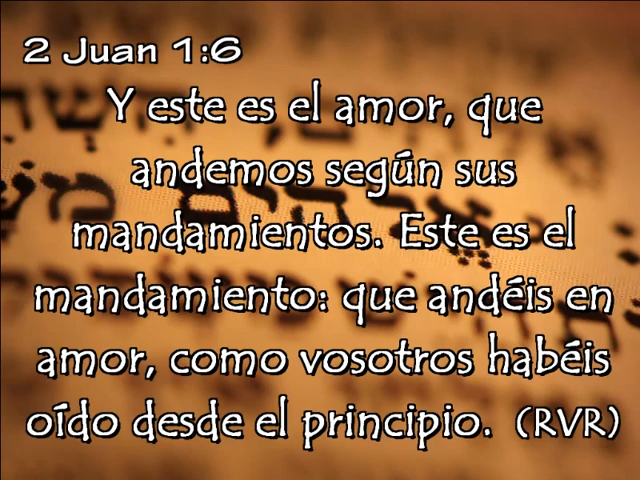 2 Juan 1:6
Y este es el amor, que
andemos según sus
mandamientos. Este es el
mandamiento: que andéis en
amor, como vosotros habéis
oído desde el principio. (RVR)